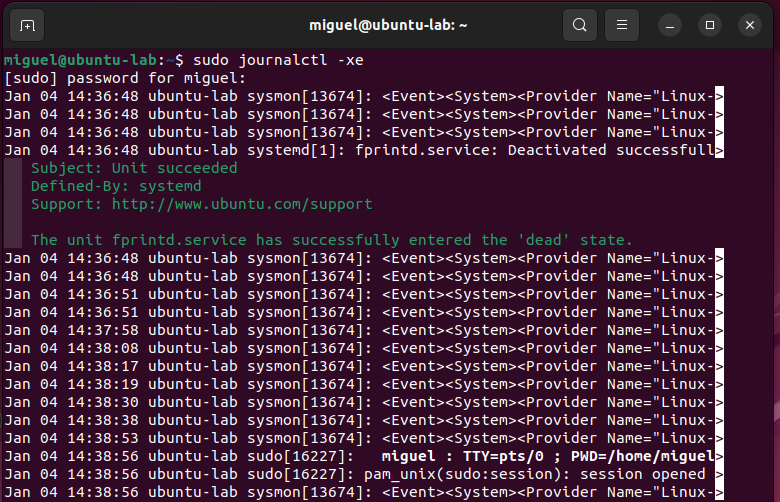 miguel@ubuntu-lab: ~
miguel@ubuntu-lab:~$ sudo journalctl -xe
[sudo] password for miguel:
Jan 04 14:36:48 ubuntu-lab sysmon[13674]: <Event><System><Provider Name="Linux->
Jan 04 14:36:48 ubuntu-lab sysmon[13674]: <Event><System><Provider Name="Linux->
Jan 04 14:36:48 ubuntu-lab sysmon[13674]: <Event><System><Provider Name="Linux->
Jan 04 14:36:48 ubuntu-lab systemd[1]: fprintd.service: Deactivated successfull>
Subject: Unit succeeded
Defined-By: systemd
Support: http://www.ubuntu.com/support
The unit fprintd.service has successfully entered the 'dead' state.
Jan 04 14:36:48 ubuntu-lab sysmon[13674]: <Event><System><Provider Name="Linux->
Jan 04 14:36:48 ubuntu-lab sysmon[13674]: <Event><System><Provider Name="Linux->
Jan 04 14:36:51 ubuntu-lab sysmon[13674]: <Event><System><Provider Name="Linux->
Jan 04 14:36:51 ubuntu-lab sysmon[13674]: <Event><System><Provider Name="Linux->
Jan 04 14:37:58 ubuntu-lab sysmon[13674]: <Event><System><Provider Name="Linux->
Jan 04 14:38:08 ubuntu-lab sysmon[13674]: <Event><System><Provider Name="Linux->
Jan 04 14:38:17 ubuntu-lab sysmon[13674]: <Event><System><Provider Name="Linux->
Jan 04 14:38:19 ubuntu-lab sysmon[13674]: <Event><System><Provider Name="Linux->
Jan 04 14:38:30 ubuntu-lab sysmon[13674]: <Event><System><Provider Name="Linux->
Jan 04 14:38:38 ubuntu-lab sysmon[13674]: <Event><System><Provider Name="Linux->
Jan 04 14:38:53 ubuntu-lab sysmon[13674]: <Event><System><Provider Name="Linux->
Jan 04 14:38:56 ubuntu-lab sudo[16227]:   miguel : TTY=pts/0 ; PWD=/home/miguel>
Jan 04 14:38:56 ubuntu-lab sudo[16227]: pam_unix(sudo:session): session opened >
Jan 04 14:38:56 ubuntu-lab sysmon[13674]: <Event><System><Provider Name="Linux->